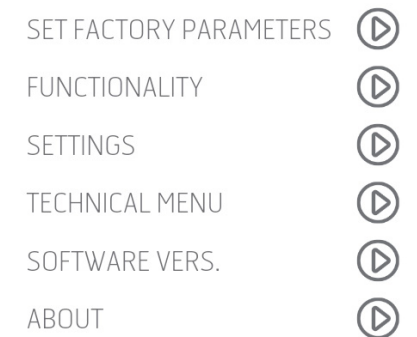 SET FACTORY PARAMETERS
FUNCTIONALITY
SETTINGS
TECHNICAL MENU
SOFTWARE VERS.
ABOUT